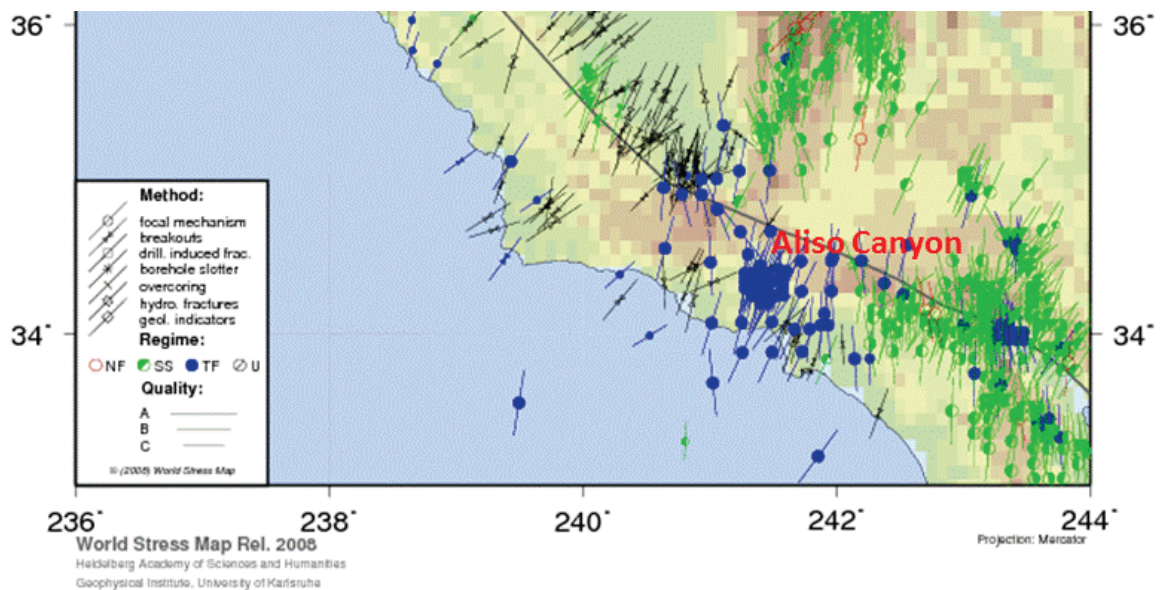 36˚ 36˚
Aliso Canyon
Method:
focal mechanism
breakouts
drill. induced frac.
borehole slotter
overcoring
hydro. fractures
geol. indicators
Regime:
NF SS TF U
Quality:
A
B
C
© (2008) World Stress Map
34˚ 34˚
236˚ 238˚ 240˚ 242˚ 244˚
World Stress Map Rel. 2008
Heidelberg Academy of Sciences and Humanities
Geophysical Institute, University of Karlsruhe
Projection: Mercator